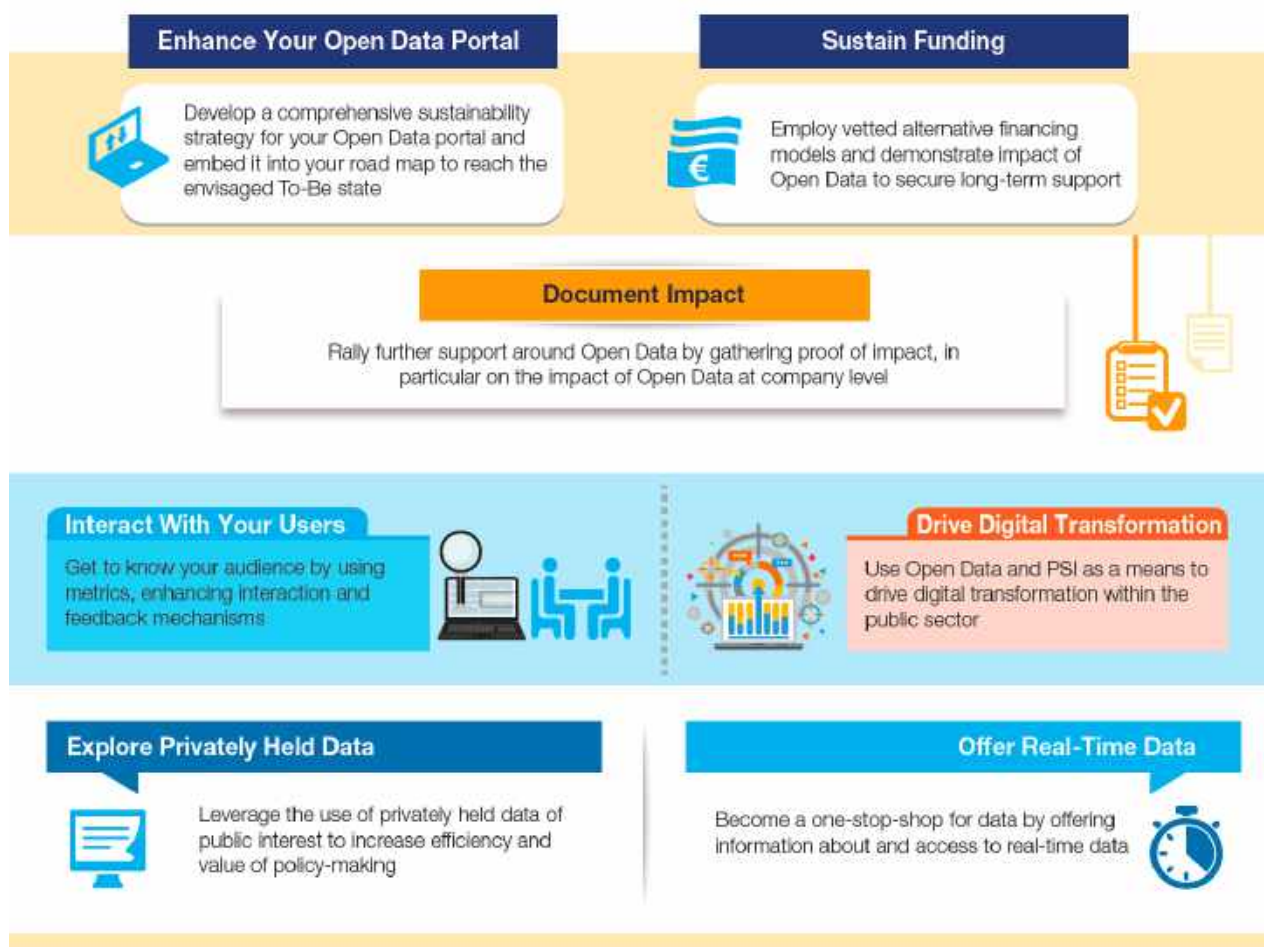 Enhance Your Open Data Portal
Develop a comprehensive sustainability
strategy for your Open Data portal and
embed it into your road map to reach the
envisaged To-Be state
Sustain Funding
Employ vetted alternative financing
models and demonstrate impact of
Open Data to secure long-term support
€
Document Impact
Rally further support around Open Data by gathering proof of impact, in
particular on the impact of Open Data at company level
Interact With Your Users
Get to know your audience by using
metrics, enhancing interaction and
feedback mechanisms
Drive Digital Transformation
Use Open Data and PSI as a means to
drive digital transformation within the
public sector
Explore Privately Held Data
Leverage the use of privately held data of
public interest to increase efficiency and
value of policy-making
Offer Real-Time Data
Become a one-stop-shop for data by offering
information about and access to real-time data